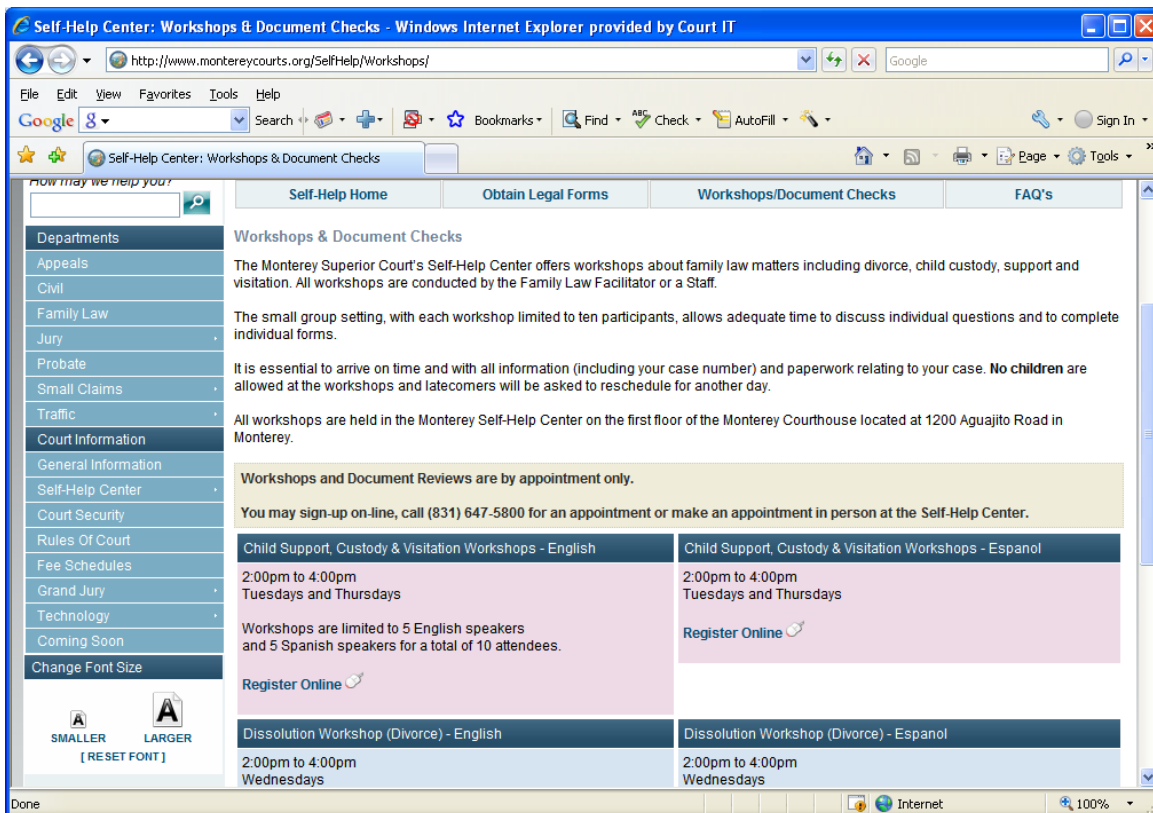 Self-Help Center: Workshops & Document Checks - Windows Internet Explorer provided by Court IT
http://www.montereycourts.org/SelfHelp/Workshops/
Google
File Edit View Favorites Tools Help
Google Search Bookmarks Find Check AutoFill Sign In
Self-Help Center: Workshops & Document Checks
Page Tools
How may we help you?
Self-Help Home Obtain Legal Forms Workshops/Document Checks FAQ's
Departments
Appeals
Civil
Family Law
Jury
Probate
Small Claims
Traffic
Court Information
General Information
Self-Help Center
Court Security
Rules Of Court
Fee Schedules
Grand Jury
Technology
Coming Soon
Change Font Size
A A
SMALLER LARGER
[ RESET FONT ]
Workshops & Document Checks
The Monterey Superior Court's Self-Help Center offers workshops about family law matters including divorce, child custody, support and
visitation. All workshops are conducted by the Family Law Facilitator or a Staff.
The small group setting, with each workshop limited to ten participants, allows adequate time to discuss individual questions and to complete
individual forms.
It is essential to arrive on time and with all information (including your case number) and paperwork relating to your case. No children are
allowed at the workshops and latecomers will be asked to reschedule for another day.
All workshops are held in the Monterey Self-Help Center on the first floor of the Monterey Courthouse located at 1200 Aguajito Road in
Monterey.
Workshops and Document Reviews are by appointment only.
You may sign-up on-line, call (831) 647-5800 for an appointment or make an appointment in person at the Self-Help Center.
Child Support, Custody & Visitation Workshops - English
2:00pm to 4:00pm
Tuesdays and Thursdays
Workshops are limited to 5 English speakers
and 5 Spanish speakers for a total of 10 attendees.
Register Online
Child Support, Custody & Visitation Workshops - Espanol
2:00pm to 4:00pm
Tuesdays and Thursdays
Register Online
Dissolution Workshop (Divorce) - English
2:00pm to 4:00pm
Wednesdays
Dissolution Workshop (Divorce) - Espanol
2:00pm to 4:00pm
Wednesdays
Done Internet 100%